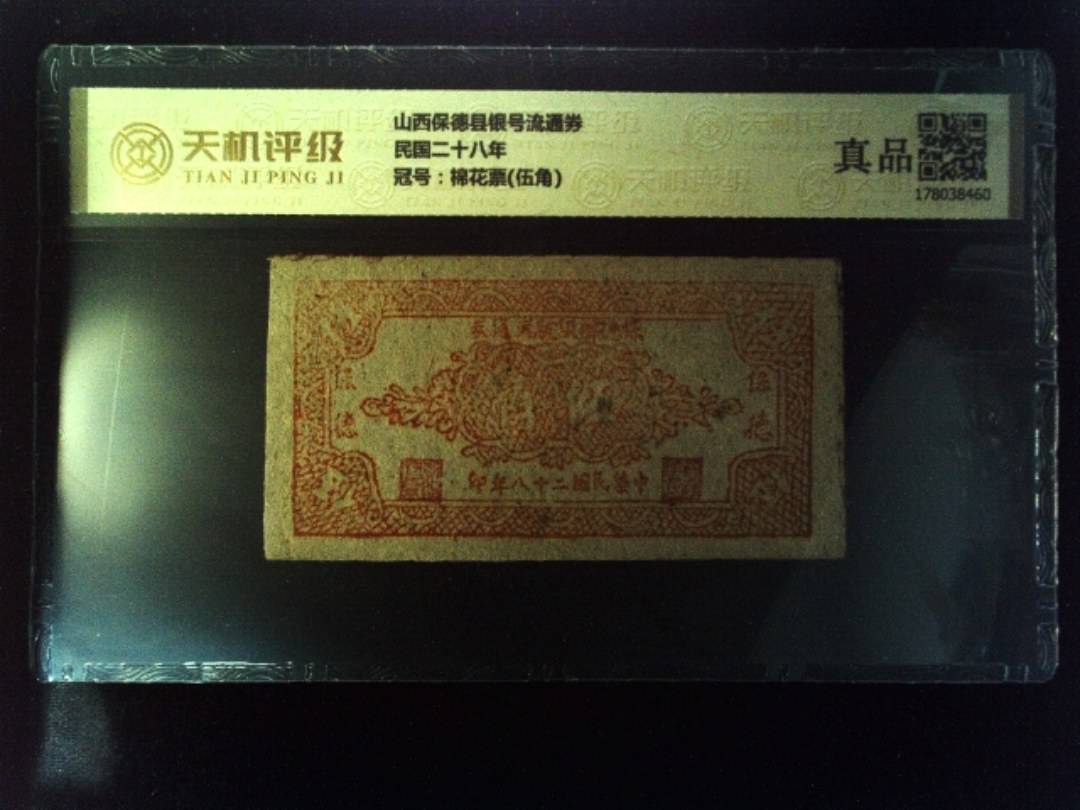 天机评级
TIAN JI PING JI
山西保德县银号流通券
民国二十八年
冠号：棉花票(伍角)
真品
178038460
印年八十二國民華中